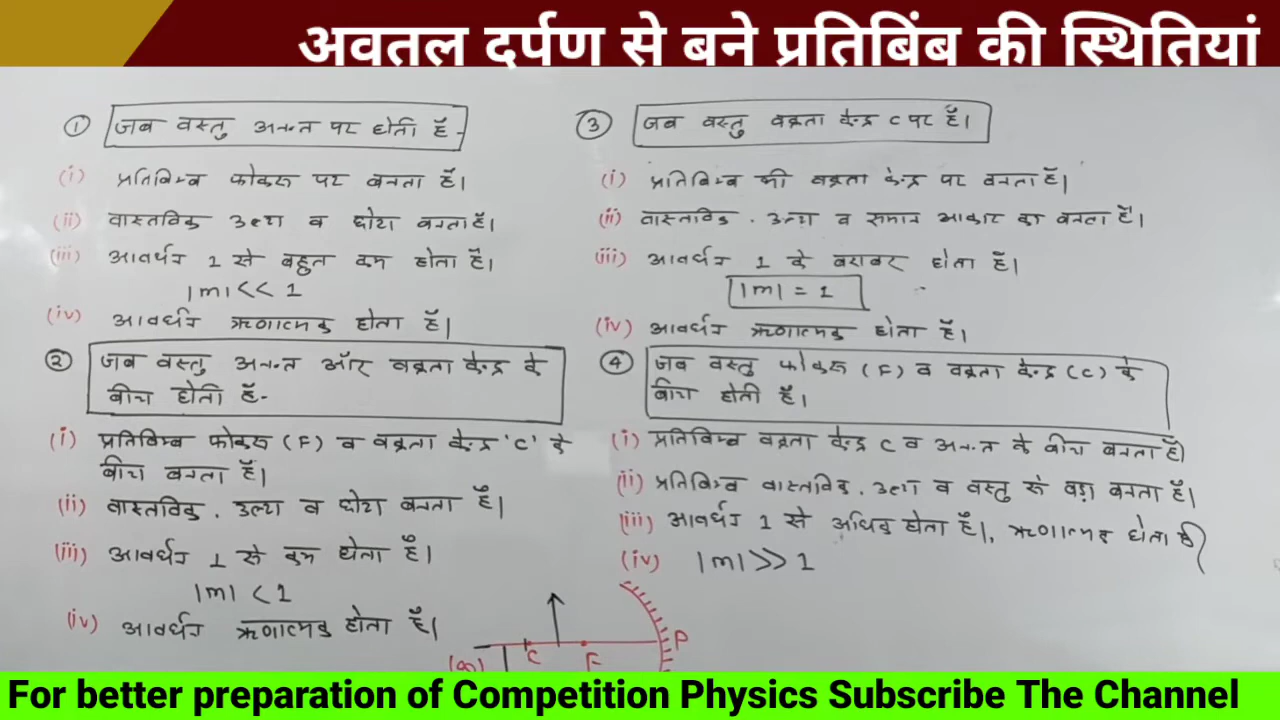 अवतल दर्पण से बने प्रतिबिंब की स्थितियां
① जब वस्तु अनन्त पर होती है -
(i) प्रतिबिम्ब फोकस पर बनता है।
(ii) वास्तविक उल्टा व छोटा बनता है।
(iii) आवर्धन 1 से बहुत कम होता है।
|m| << 1
(iv) आवर्धन ऋणात्मक होता है।
② जब वस्तु अनन्त और वक्रता केन्द्र के
बीच होती है -
(i) प्रतिबिम्ब फोकस (F) व वक्रता केन्द्र 'C' के
बीच बनता है।
(ii) वास्तविक, उल्टा व छोटा बनता है।
(iii) आवर्धन 1 से कम होता है।
|m| < 1
(iv) आवर्धन ऋणात्मक होता है।
③ जब वस्तु वक्रता केन्द्र C पर है।
(i) प्रतिबिम्ब भी वक्रता केन्द्र पर बनता है।
(ii) वास्तविक, उल्टा व समान आकार का बनता है।
(iii) आवर्धन 1 के बराबर होता है।
|m| = 1
(iv) आवर्धन ऋणात्मक होता है।
④ जब वस्तु फोकस (F) व वक्रता केन्द्र (C) के
बीच होती है।
(i) प्रतिबिम्ब वक्रता केन्द्र C व अनन्त के बीच बनता है।
(ii) प्रतिबिम्ब वास्तविक, उल्टा व वस्तु से बड़ा बनता है।
(iii) आवर्धन 1 से अधिक होता है।, ऋणात्मक होता है
(iv) |m| >> 1
(∞) C F P
For better preparation of Competition Physics Subscribe The Channel